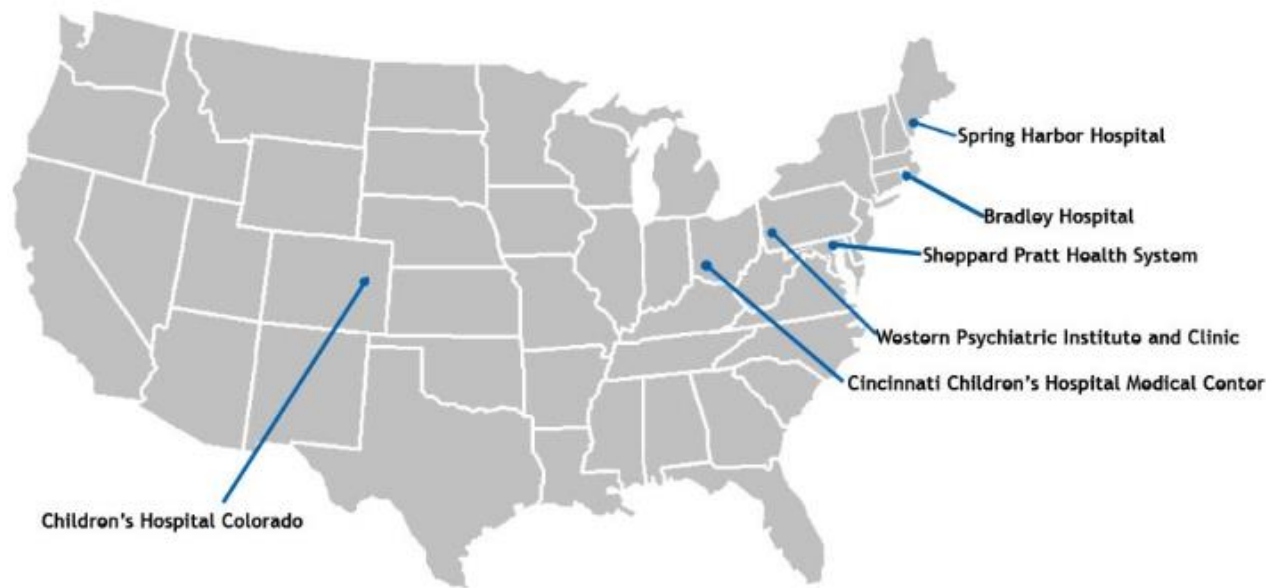 Spring Harbor Hospital
Bradley Hospital
Sheppard Pratt Health System
Western Psychiatric Institute and Clinic
Cincinnati Children's Hospital Medical Center
Children's Hospital Colorado